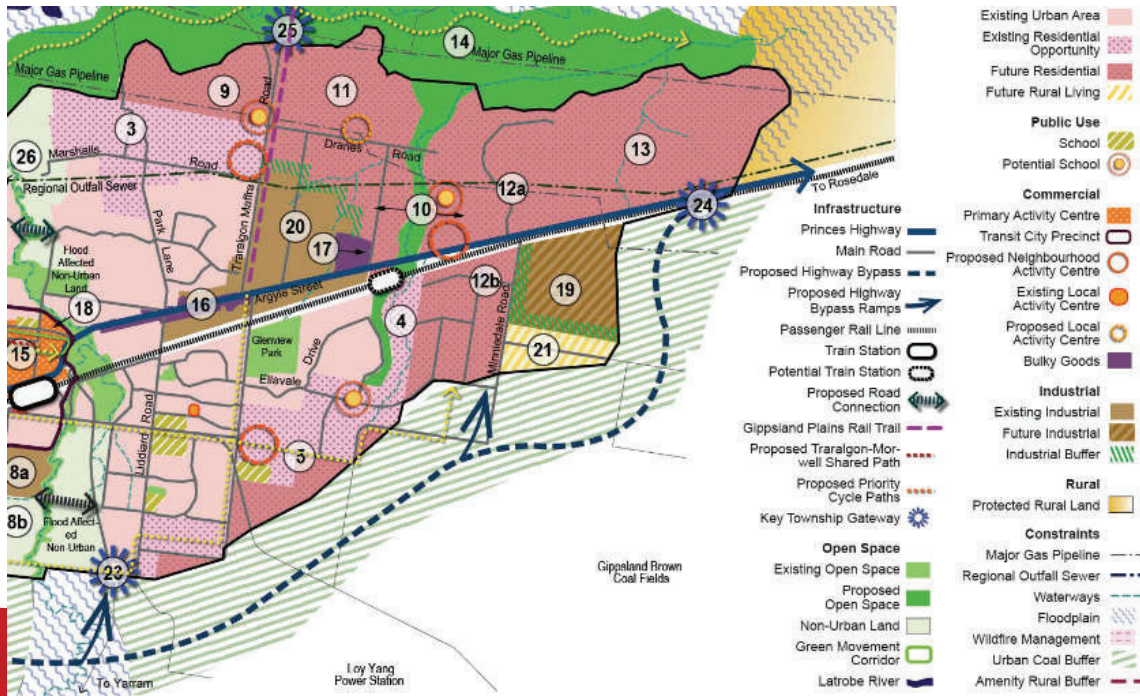 25
14
Major Gas Pipeline
Major Gas Pipeline
9
Road
11
3
Dranes
Road
13
26
Marshalls
Road
12a
Regional Outfall Sewer
To Rosedale
24
10
Park
Lane
Traralgon Maffra
20
17
Flood
Affected
Non-Urban
Land
18
16
Argyle Street
12b
19
4
15
Glenview
Park
Drive
Minniedale Road
21
Ellavale
Road
Liddiard
5
8a
8b
Flood Affect-
ed
Non-Urban
23
Gippsland Brown
Coal Fields
Loy Yang
Power Station
To Yarram
Infrastructure
Princes Highway
Main Road
Proposed Highway Bypass
Proposed Highway
Bypass Ramps
Passenger Rail Line
Train Station
Potential Train Station
Proposed Road
Connection
Gippsland Plains Rail Trail
Proposed Traralgon-Mor-
well Shared Path
Proposed Priority
Cycle Paths
Key Township Gateway
Open Space
Existing Open Space
Proposed
Open Space
Non-Urban Land
Green Movement
Corridor
Latrobe River
Existing Urban Area
Existing Residential
Opportunity
Future Residential
Future Rural Living
Public Use
School
Potential School
Commercial
Primary Activity Centre
Transit City Precinct
Proposed Neighbourhood
Activity Centre
Existing Local
Activity Centre
Proposed Local
Activity Centre
Bulky Goods
Industrial
Existing Industrial
Future Industrial
Industrial Buffer
Rural
Protected Rural Land
Constraints
Major Gas Pipeline
Regional Outfall Sewer
Waterways
Floodplain
Wildfire Management
Urban Coal Buffer
Amenity Rural Buffer